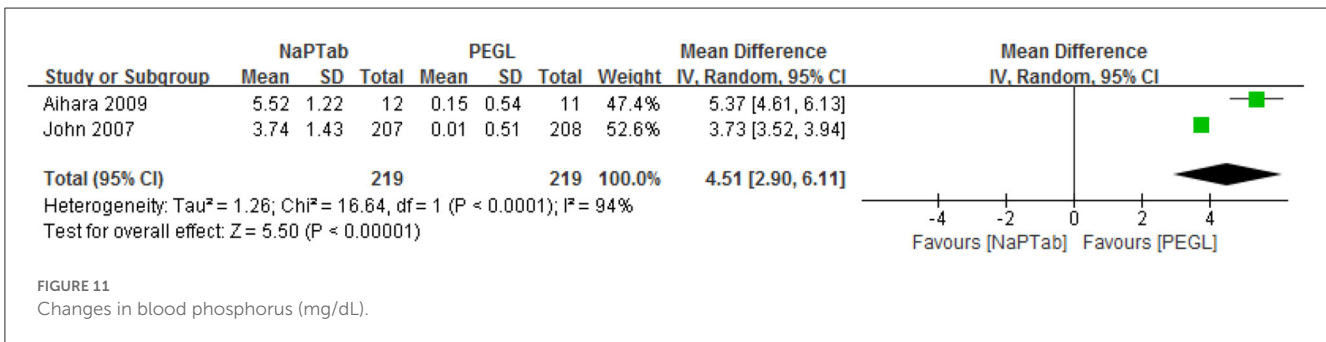 NaPTab PEGL Mean Difference Mean Difference
Study or Subgroup Mean SD Total Mean SD Total Weight IV, Random, 95% CI IV, Random, 95% CI
Aihara 2009 5.52 1.22 12 0.15 0.54 11 47.4% 5.37 [4.61, 6.13]
John 2007 3.74 1.43 207 0.01 0.51 208 52.6% 3.73 [3.52, 3.94]
Total (95% CI) 219 219 100.0% 4.51 [2.90, 6.11]
Heterogeneity: Tau² = 1.26; Chi² = 16.64, df = 1 (P < 0.0001); I² = 94%
Test for overall effect: Z = 5.50 (P < 0.00001)
-4 -2 0 2 4
Favours [NaPTab] Favours [PEGL]
FIGURE 11
Changes in blood phosphorus (mg/dL).